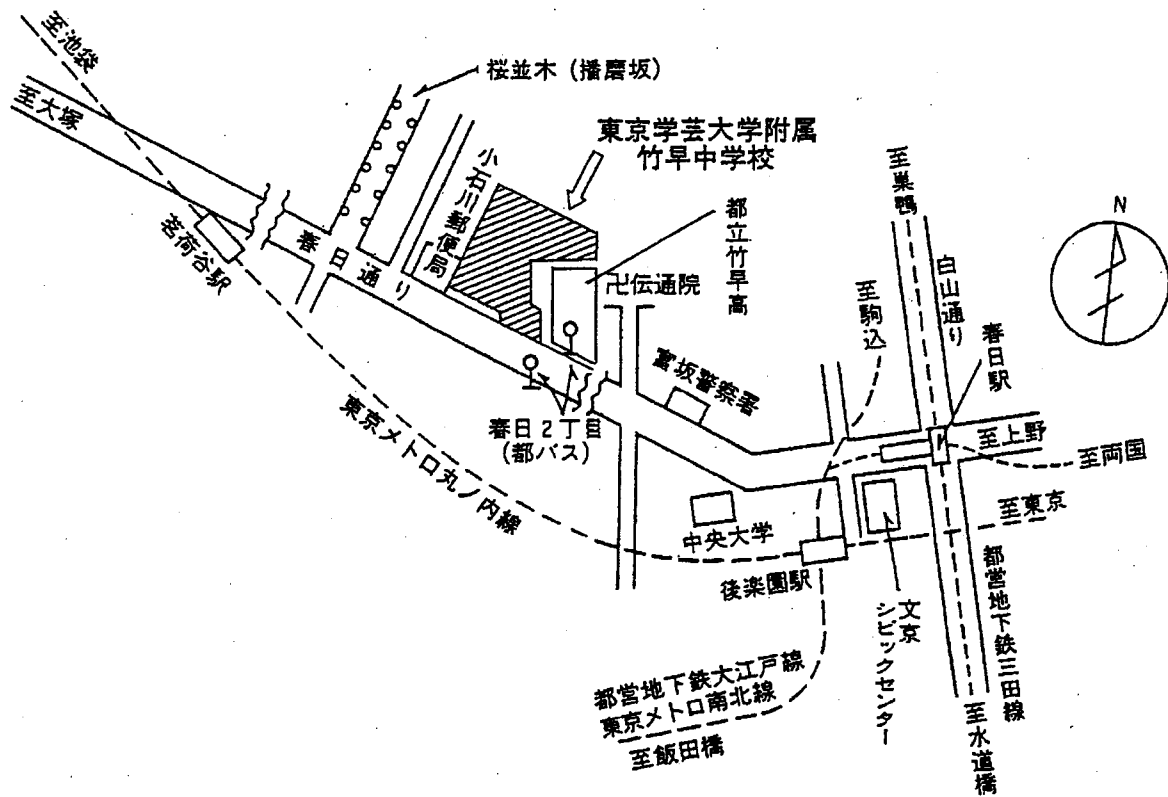 至池袋
至大塚
桜並木 (播磨坂)
東京学芸大学附属
竹早中学校
小石川郵便局
都立竹早高
至巣鴨
N
白山通り
茗荷谷駅
春日通り
卍伝通院
至駒込
春日駅
富坂警察署
春日2丁目
(都バス)
至上野
至両国
東京メトロ丸ノ内線
中央大学
至東京
後楽園駅
文京
シビックセンター
都営地下鉄三田線
都営地下鉄大江戸線
東京メトロ南北線
至飯田橋
至水道橋